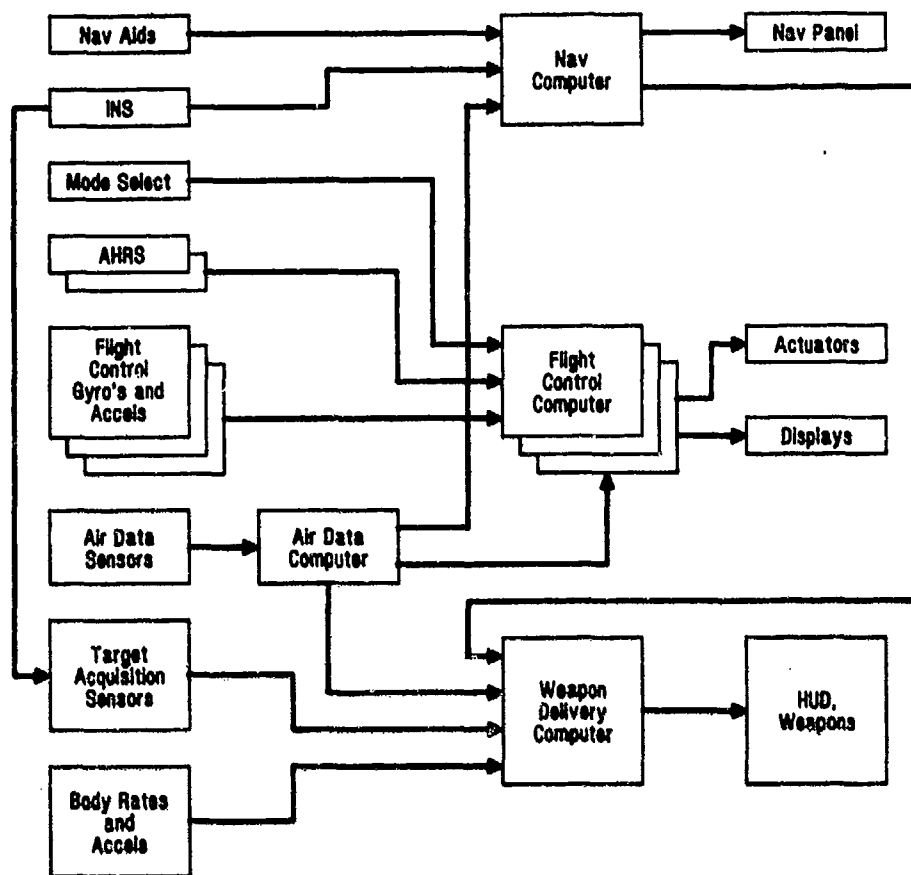 Nav Aids
Nav
Computer
Nav Panel
INS
Mode Select
AHRS
Flight
Control
Gyro's and
Accels
Flight
Control
Computer
Actuators
Displays
Air Data
Sensors
Air Data
Computer
Target
Acquisition
Sensors
Weapon
Delivery
Computer
HUD,
Weapons
Body Rates
and
Accels